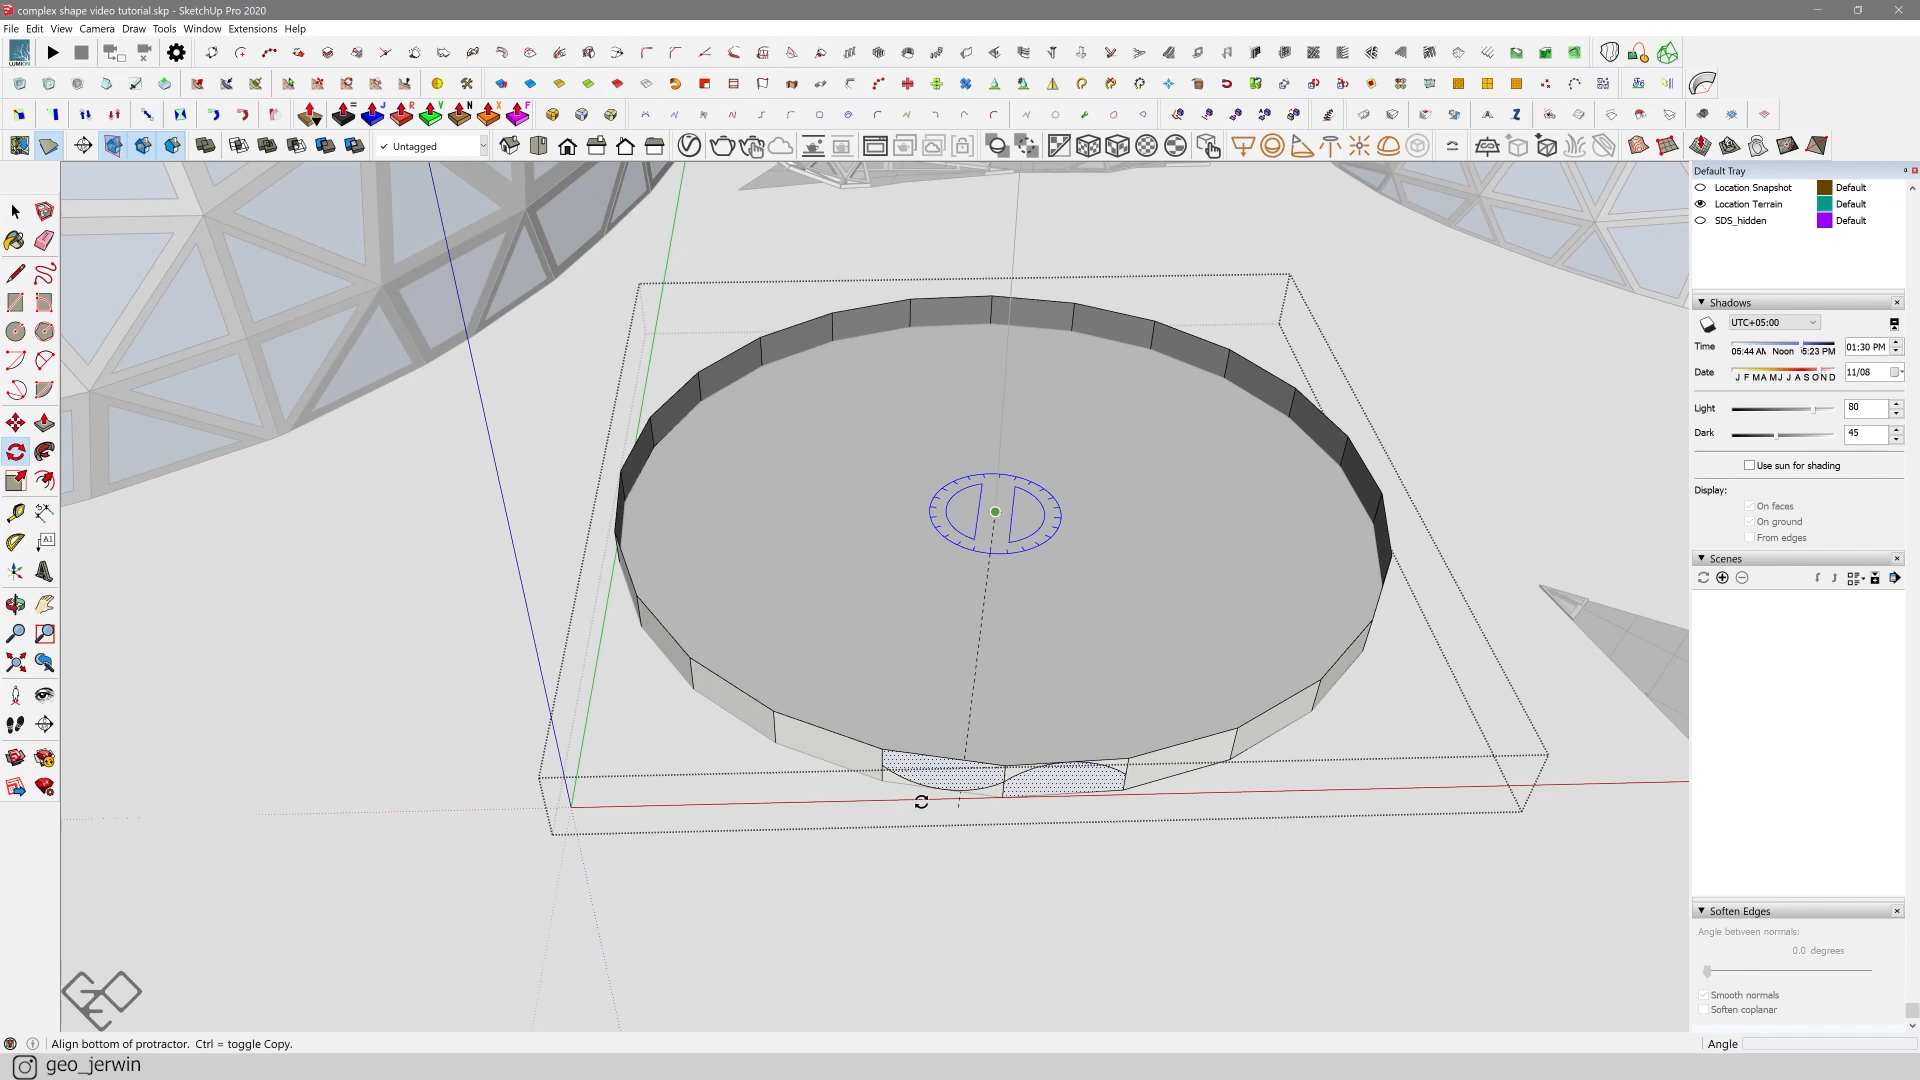 complex shape video tutorial.skp - SketchUp Pro 2020
File Edit View Camera Draw Tools Window Extensions Help
LUMION
= J R V N X F
✓ Untagged
Default Tray
Location Snapshot Default
Location Terrain Default
SDS_hidden Default
Shadows
UTC+05:00
Time 05:44 AM Noon 05:23 PM 01:30 PM
Date J F M A M J J A S O N D 11/08
Light 80
Dark 45
Use sun for shading
Display:
On faces
On ground
From edges
Scenes
Soften Edges
Angle between normals:
0.0 degrees
Smooth normals
Soften coplanar
Align bottom of protractor. Ctrl = toggle Copy.
Angle
geo_jerwin